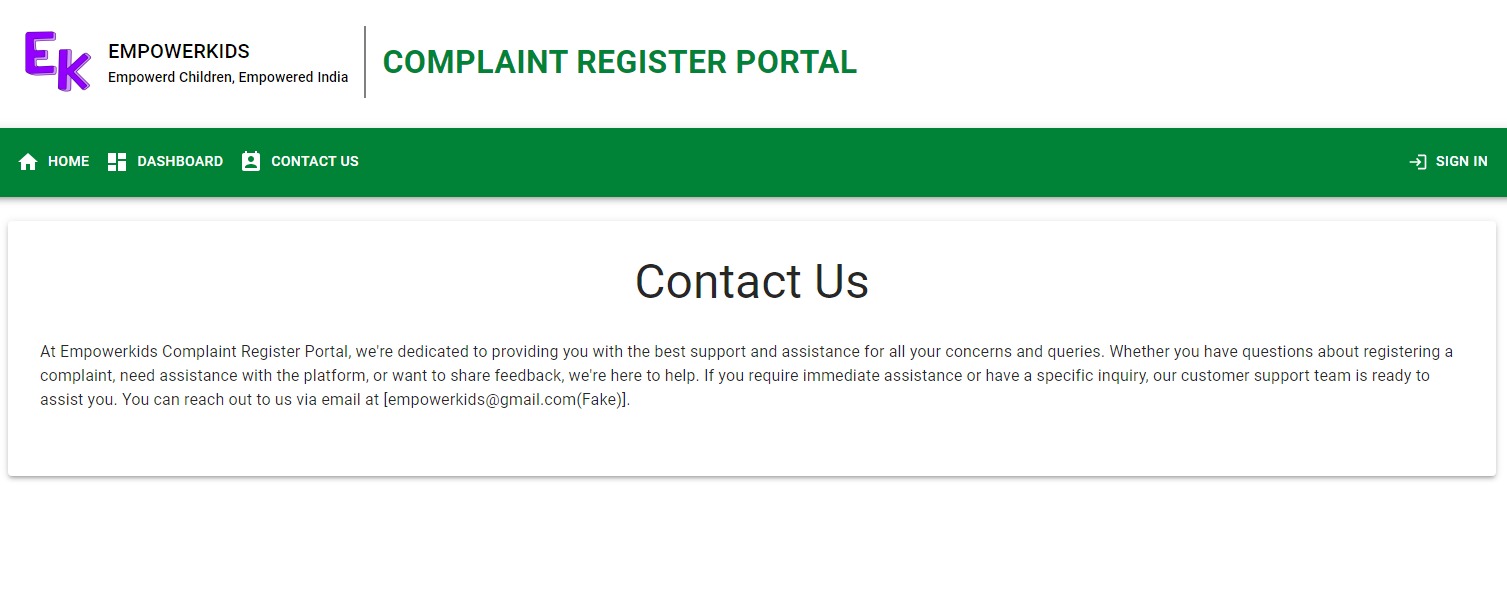 EK
EMPOWERKIDS
Empowerd Children, Empowered India
COMPLAINT REGISTER PORTAL
HOME DASHBOARD CONTACT US SIGN IN
Contact Us
At Empowerkids Complaint Register Portal, we're dedicated to providing you with the best support and assistance for all your concerns and queries. Whether you have questions about registering a
complaint, need assistance with the platform, or want to share feedback, we're here to help. If you require immediate assistance or have a specific inquiry, our customer support team is ready to
assist you. You can reach out to us via email at [empowerkids@gmail.com(Fake)].